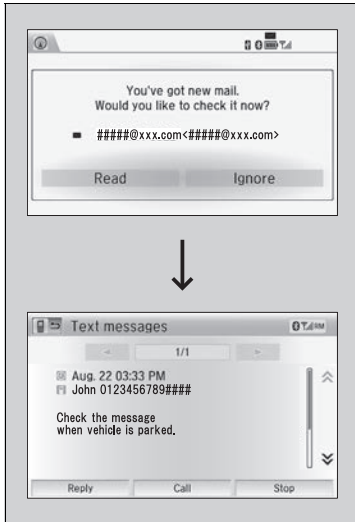 You've got new mail.
Would you like to check it now?
#####@xxx.com<#####@xxx.com>
Read Ignore
Text messages
1/1
Aug. 22 03:33 PM
John 0123456789####
Check the message
when vehicle is parked.
Reply Call Stop